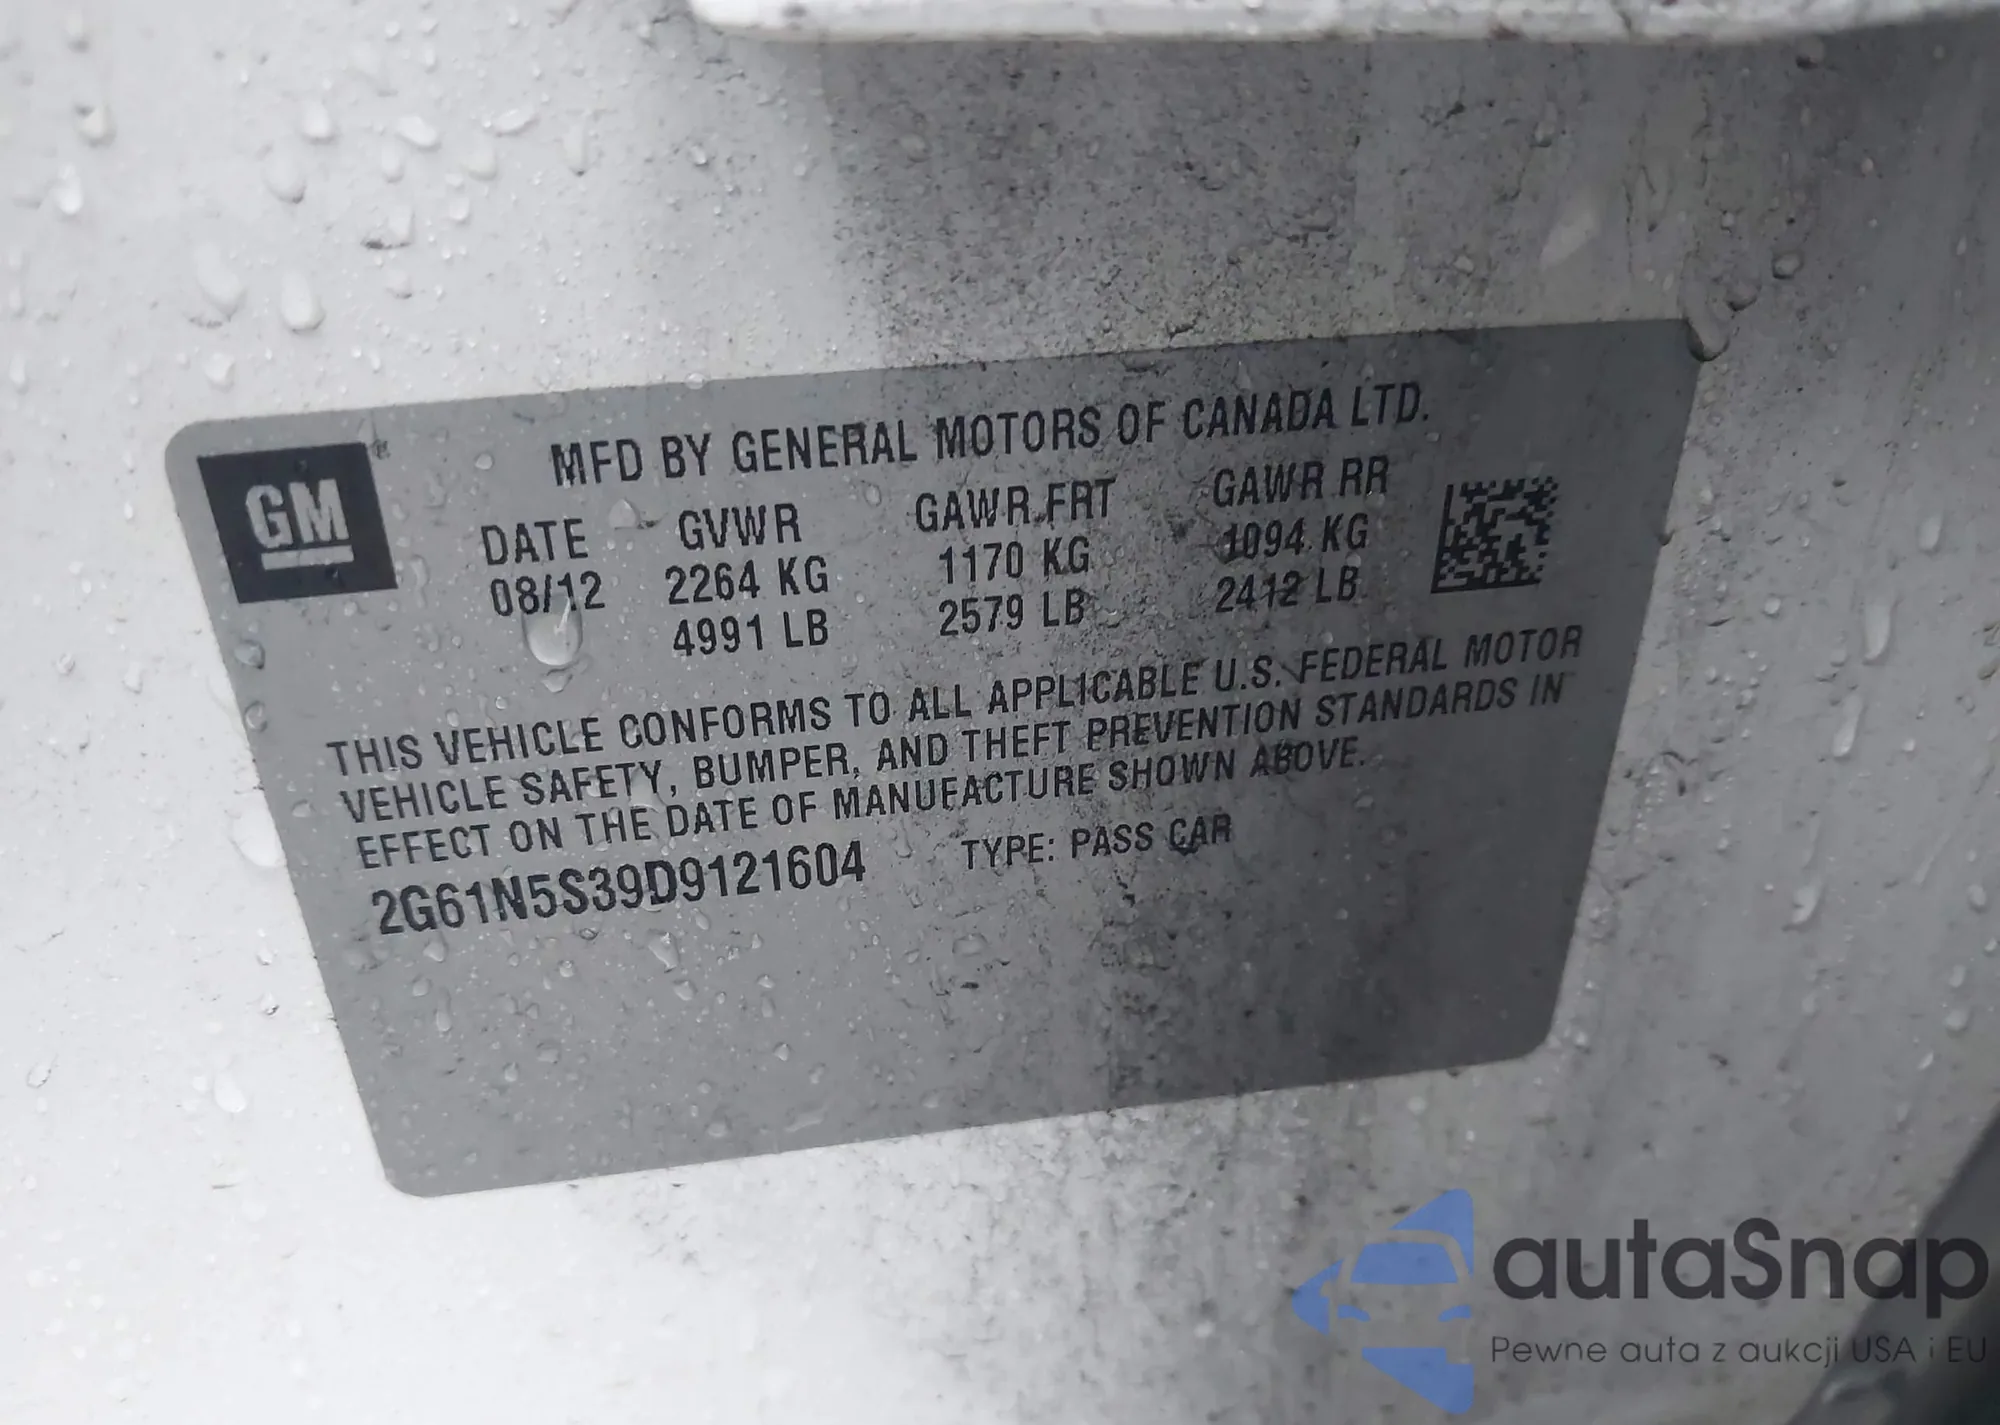 GM
MFD BY GENERAL MOTORS OF CANADA LTD.
DATE GVWR GAWR FRT GAWR RR
08/12 2264 KG 1170 KG 1094 KG
4991 LB 2579 LB 2412 LB
THIS VEHICLE CONFORMS TO ALL APPLICABLE U.S. FEDERAL MOTOR
VEHICLE SAFETY, BUMPER, AND THEFT PREVENTION STANDARDS IN
EFFECT ON THE DATE OF MANUFACTURE SHOWN ABOVE.
2G61N5S39D9121604 TYPE: PASS CAR
autaSnap
Pewne auta z aukcji USA i EU